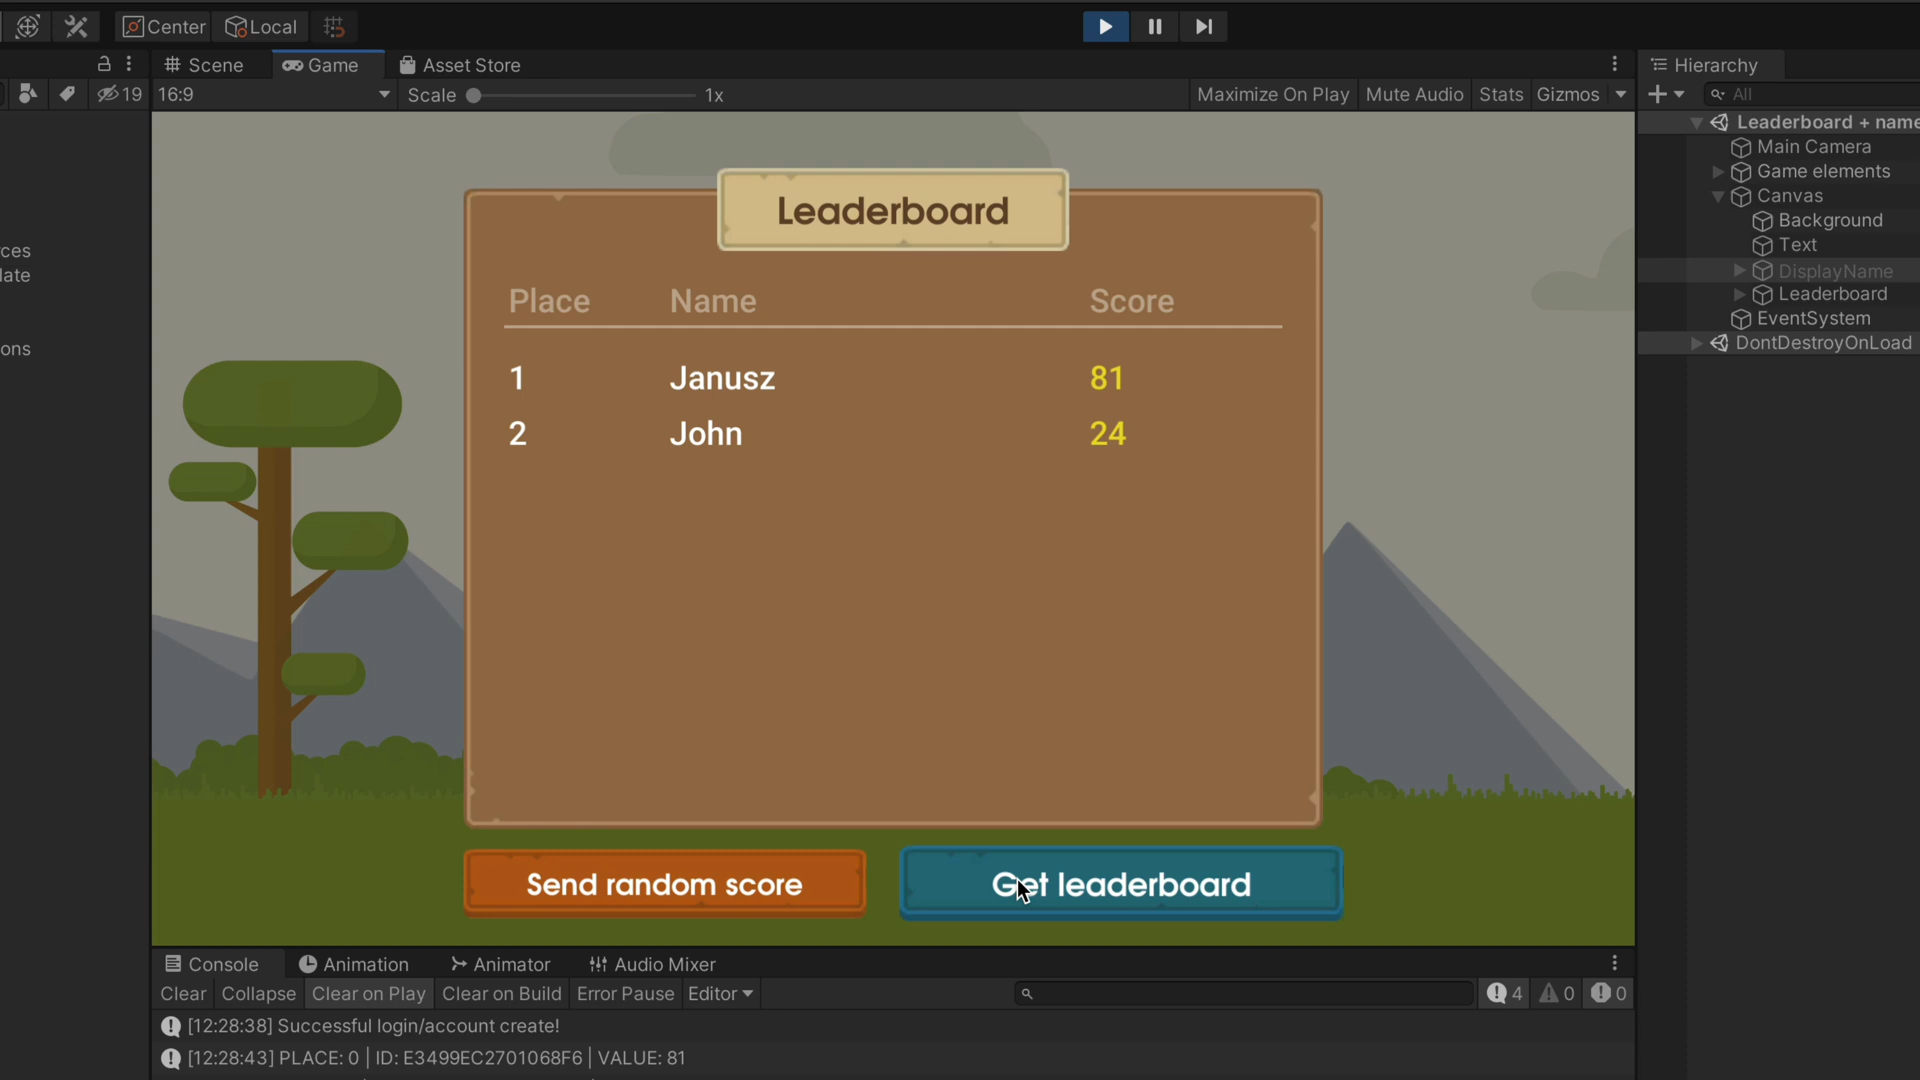 Center Local
Scene Game Asset Store Hierarchy
19 16:9 Scale 1x Maximize On Play Mute Audio Stats Gizmos All
Leaderboard + name
Main Camera
Game elements
Canvas
Background
Text
DisplayName
Leaderboard
EventSystem
DontDestroyOnLoad
ces
late
ons
Leaderboard
Place Name Score
1 Janusz 81
2 John 24
Send random score Get leaderboard
Console Animation Animator Audio Mixer
Clear Collapse Clear on Play Clear on Build Error Pause Editor 4 0 0
[12:28:38] Successful login/account create!
[12:28:43] PLACE: 0 | ID: E3499EC2701068F6 | VALUE: 81